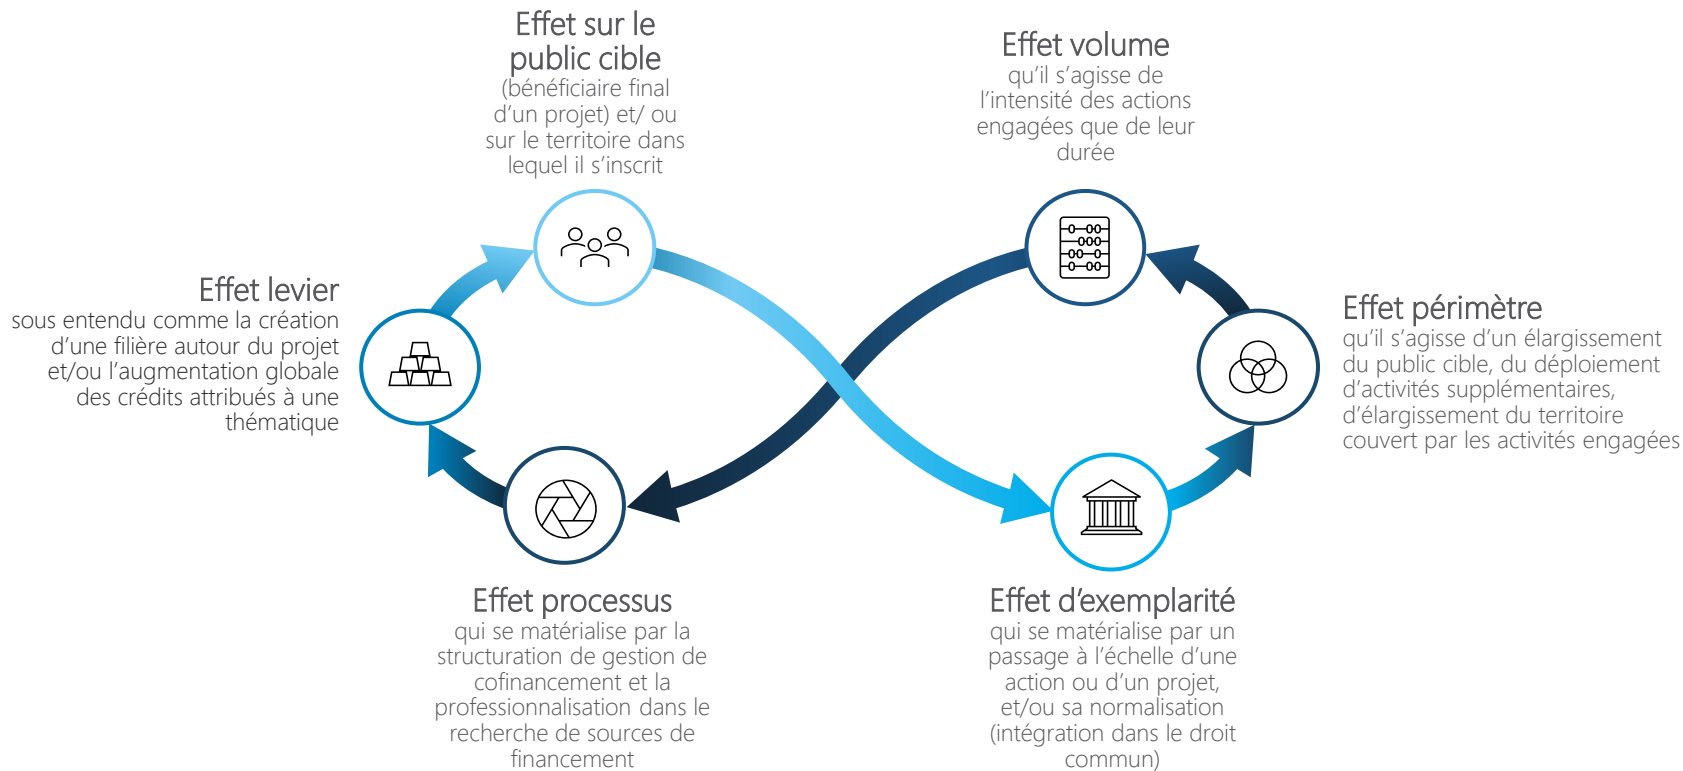 Effet sur le
public cible
(bénéficiaire final
d’un projet) et/ ou
sur le territoire dans
lequel il s’inscrit
Effet volume
qu’il s’agisse de
l’intensité des actions
engagées que de leur
durée
Effet levier
sous entendu comme la création
d’une filière autour du projet
et/ou l’augmentation globale
des crédits attribués à une
thématique
Effet périmètre
qu’il s’agisse d’un élargissement
du public cible, du déploiement
d’activités supplémentaires,
d’élargissement du territoire
couvert par les activités engagées
Effet processus
qui se matérialise par la
structuration de gestion de
cofinancement et la
professionnalisation dans le
recherche de sources de
financement
Effet d’exemplarité
qui se matérialise par un
passage à l’échelle d’une
action ou d’un projet,
et/ou sa normalisation
(intégration dans le droit
commun)